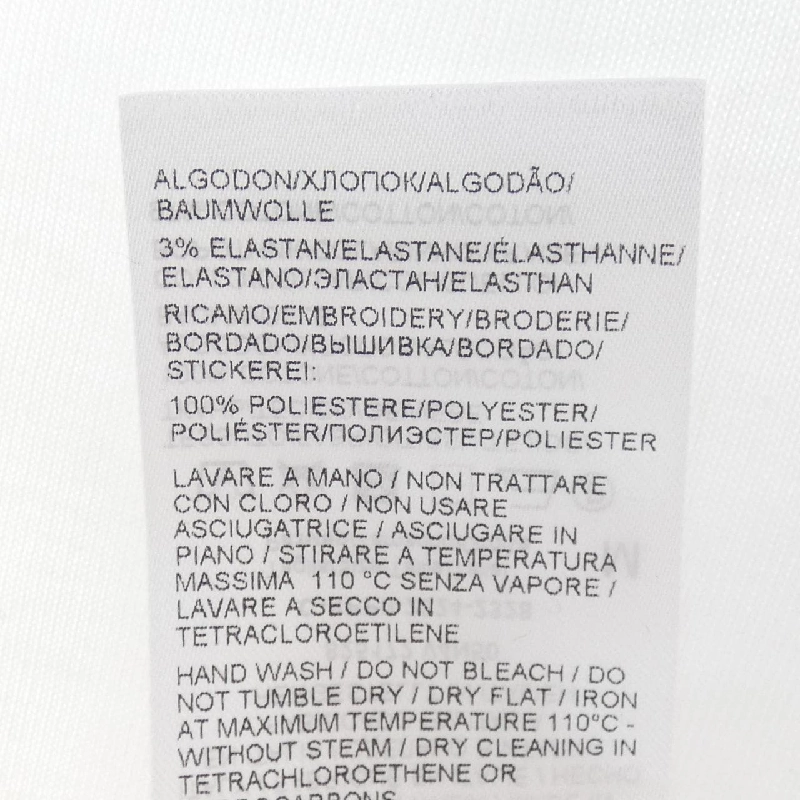 ALGODON/ХЛОПОК/ALGODÃO/
BAUMWOLLE
3% ELASTAN/ELASTANE/ÉLASTHANNE/
ELASTANO/ЭЛАСТАН/ELASTHAN
RICAMO/EMBROIDERY/BRODERIE/
BORDADO/ВЫШИВКА/BORDADO/
STICKEREI:
100% POLIESTERE/POLYESTER/
POLIÉSTER/ПОЛИЭСТЕР/POLIESTER
LAVARE A MANO / NON TRATTARE
CON CLORO / NON USARE
ASCIUGATRICE / ASCIUGARE IN
PIANO / STIRARE A TEMPERATURA
MASSIMA 110 °C SENZA VAPORE /
LAVARE A SECCO IN
TETRACLOROETILENE
HAND WASH / DO NOT BLEACH / DO
NOT TUMBLE DRY / DRY FLAT / IRON
AT MAXIMUM TEMPERATURE 110°C -
WITHOUT STEAM / DRY CLEANING IN
TETRACHLOROETHENE OR